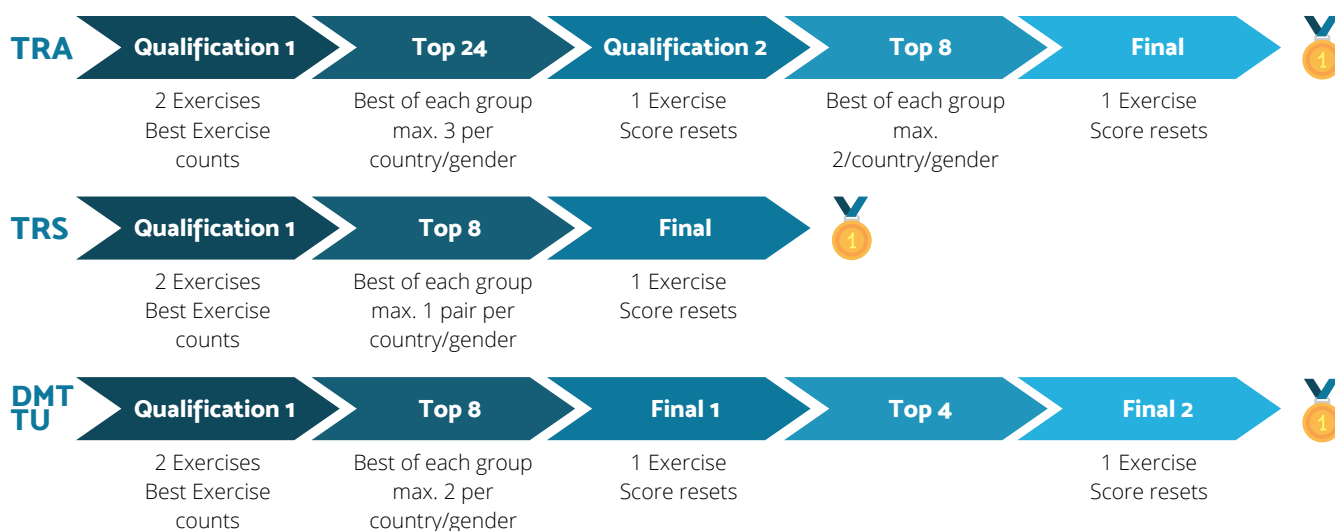 TRA
Qualification 1
Top 24
Qualification 2
Top 8
Final
1
2 Exercises
Best Exercise
counts
Best of each group
max. 3 per
country/gender
1 Exercise
Score resets
Best of each group
max.
2/country/gender
1 Exercise
Score resets
TRS
Qualification 1
Top 8
Final
1
2 Exercises
Best Exercise
counts
Best of each group
max. 1 pair per
country/gender
1 Exercise
Score resets
DMT
TU
Qualification 1
Top 8
Final 1
Top 4
Final 2
1
2 Exercises
Best Exercise
counts
Best of each group
max. 2 per
country/gender
1 Exercise
Score resets
1 Exercise
Score resets